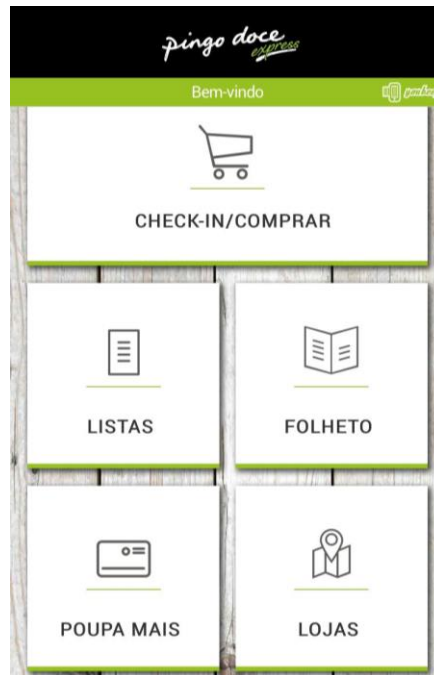 pingo doce
express
Bem-vindo
CHECK-IN/COMPRAR
LISTAS
FOLHETO
POUPA MAIS
LOJAS